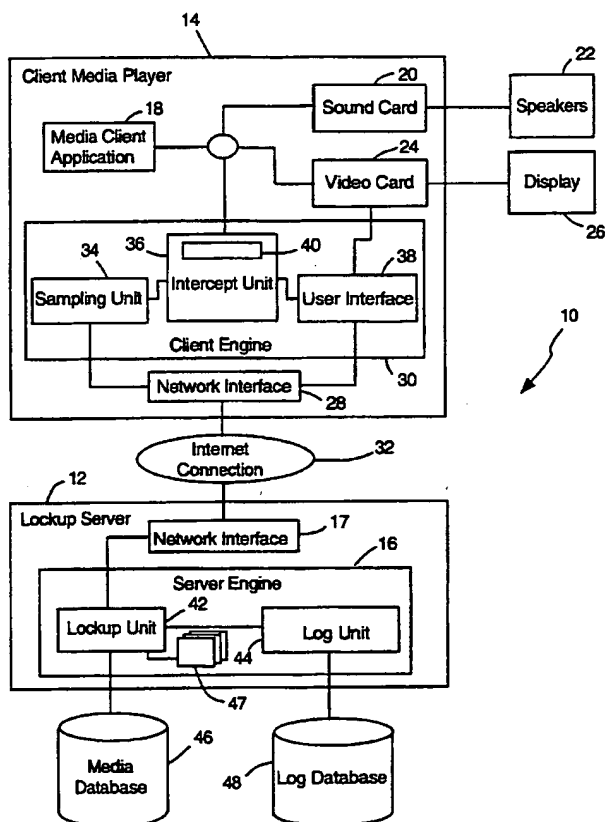 14
Client Media Player
20
22
18
Sound Card
Speakers
Media Client
Application
24
Video Card
Display
26
36
40
34
38
Intercept Unit
Sampling Unit
User Interface
10
Client Engine
30
Network Interface
28
Internet
Connection
32
12
Lockup Server
Network Interface
17
16
Server Engine
42
Lockup Unit
Log Unit
44
47
46
Media
Database
48
Log Database